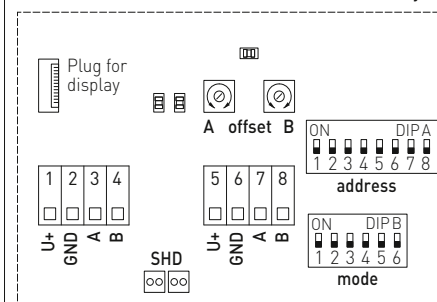 Plug for
display
A offset B
ON DIP A
1 2 3 4 5 6 7 8
address
1 2 3 4
U+ GND A B
5 6 7 8
U+ GND A B
ON DIP B
1 2 3 4 5 6
mode
SHD